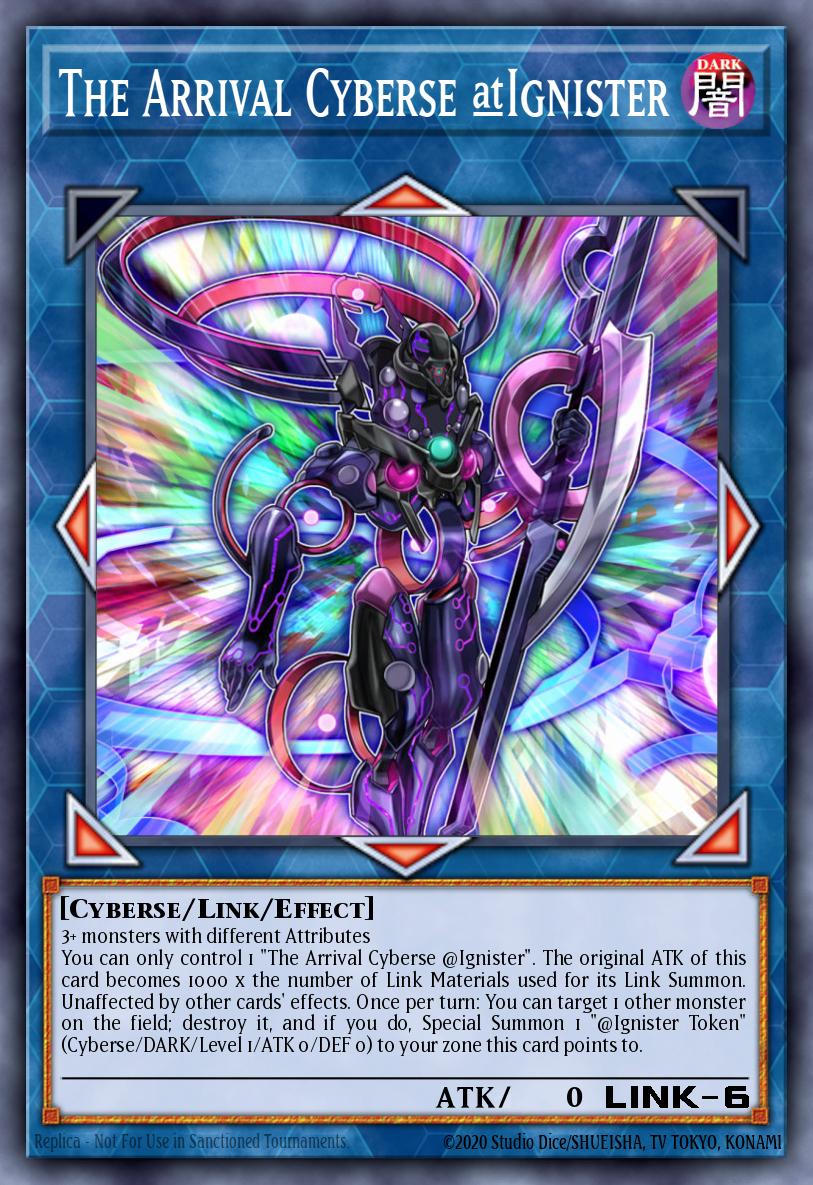 The Arrival Cyberse @Ignister
DARK
闇
[Cyberse/Link/Effect]
3+ monsters with different Attributes
You can only control 1 "The Arrival Cyberse @Ignister". The original ATK of this
card becomes 1000 x the number of Link Materials used for its Link Summon.
Unaffected by other cards' effects. Once per turn: You can target 1 other monster
on the field; destroy it, and if you do, Special Summon 1 "@Ignister Token"
(Cyberse/DARK/Level 1/ATK 0/DEF 0) to your zone this card points to.
ATK/ 0 LINK-6
Replica - Not For Use in Sanctioned Tournaments.
©2020 Studio Dice/SHUEISHA, TV TOKYO, KONAMI